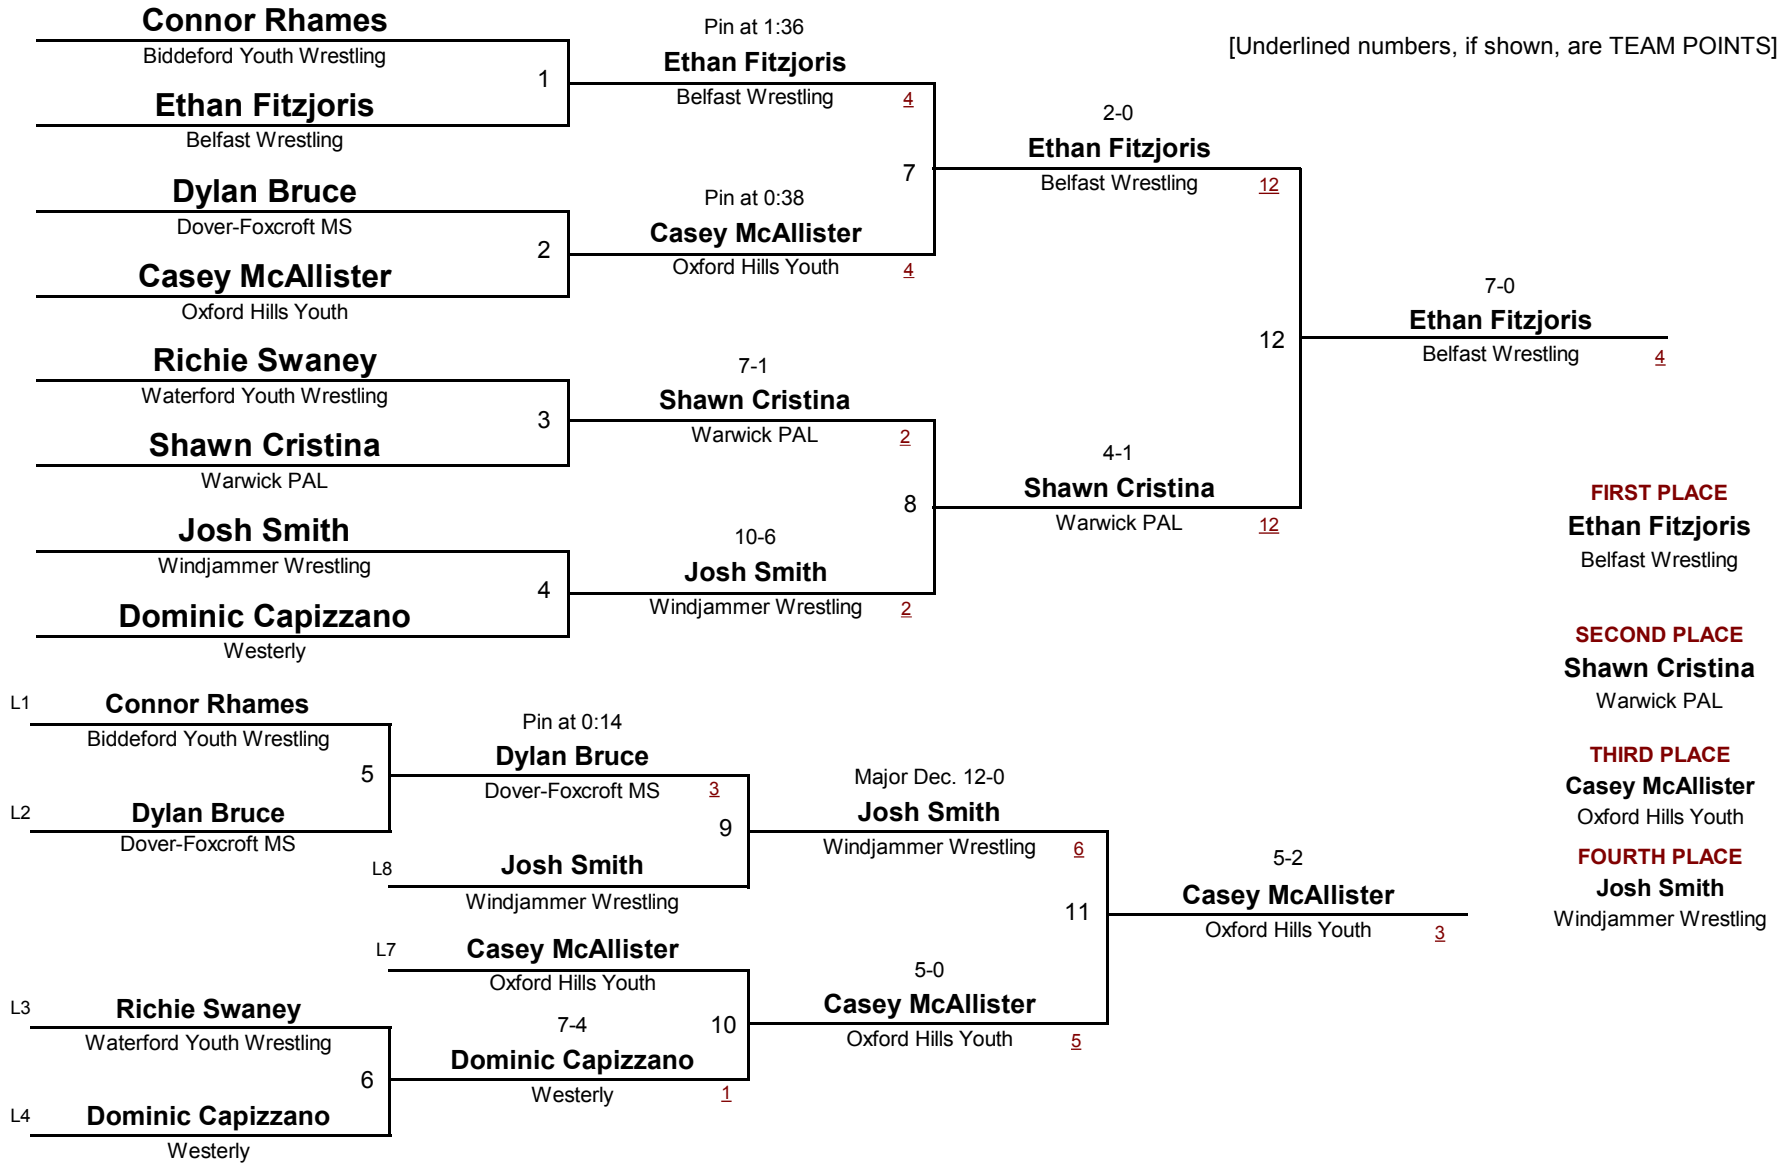 [Underlined numbers, if shown, are TEAM POINTS]
Connor Rhames
Biddeford Youth Wrestling
1
Ethan Fitzjoris
Belfast Wrestling
Dylan Bruce
Dover-Foxcroft MS
2
Casey McAllister
Oxford Hills Youth
Richie Swaney
Waterford Youth Wrestling
3
Shawn Cristina
Warwick PAL
Josh Smith
Windjammer Wrestling
4
Dominic Capizzano
Westerly
Pin at 1:36
Ethan Fitzjoris
Belfast Wrestling 4
7
Pin at 0:38
Casey McAllister
Oxford Hills Youth 4
7-1
Shawn Cristina
Warwick PAL 2
8
10-6
Josh Smith
Windjammer Wrestling 2
2-0
Ethan Fitzjoris
Belfast Wrestling 12
12
4-1
Shawn Cristina
Warwick PAL 12
7-0
Ethan Fitzjoris
Belfast Wrestling 4
FIRST PLACE
Ethan Fitzjoris
Belfast Wrestling
SECOND PLACE
Shawn Cristina
Warwick PAL
THIRD PLACE
Casey McAllister
Oxford Hills Youth
FOURTH PLACE
Josh Smith
Windjammer Wrestling
L1 Connor Rhames
Biddeford Youth Wrestling
5
L2 Dylan Bruce
Dover-Foxcroft MS
Pin at 0:14
Dylan Bruce
Dover-Foxcroft MS 3
9
L8 Josh Smith
Windjammer Wrestling
L7 Casey McAllister
Oxford Hills Youth
10
L3 Richie Swaney
Waterford Youth Wrestling
6
L4 Dominic Capizzano
Westerly
7-4
Dominic Capizzano
Westerly 1
Major Dec. 12-0
Josh Smith
Windjammer Wrestling 6
11
5-0
Casey McAllister
Oxford Hills Youth 5
5-2
Casey McAllister
Oxford Hills Youth 3